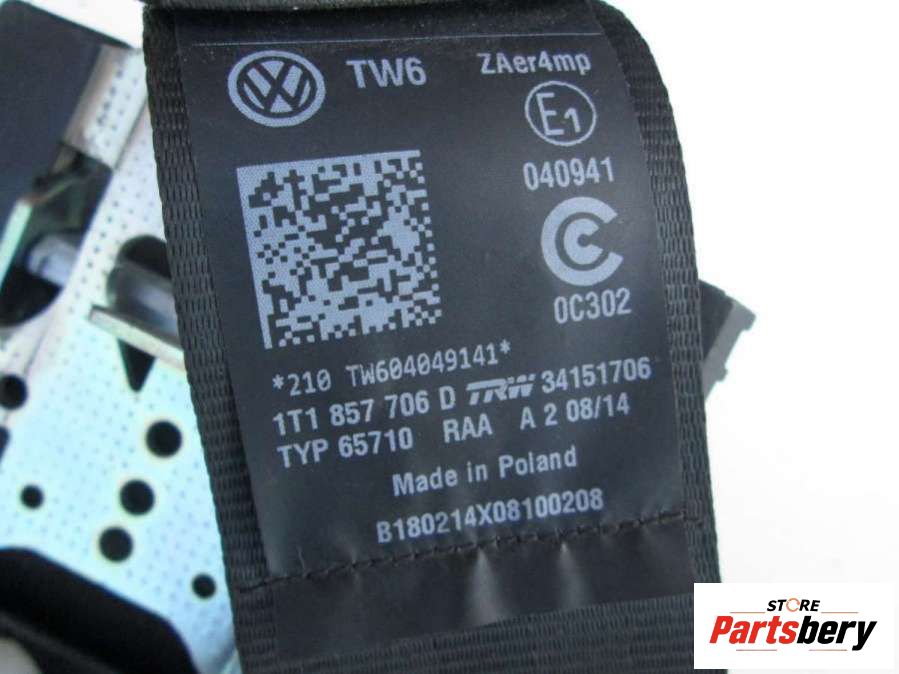 TW6 ZAer4mp
E1
040941
0C302
*210 TW604049141*
1T1 857 706 D TRW 34151706
TYP 65710 RAA A 2 08/14
Made in Poland
B180214X08100208
STORE
Partsbery